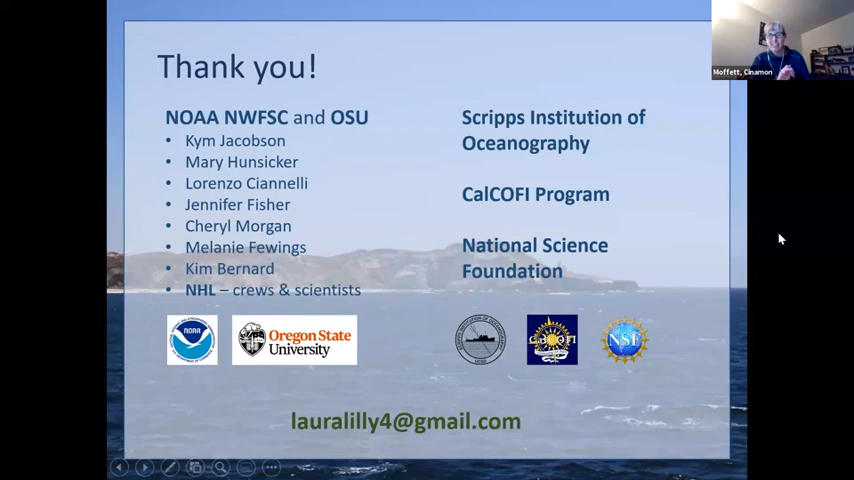 Thank you!
NOAA NWFSC and OSU
• Kym Jacobson
• Mary Hunsicker
• Lorenzo Ciannelli
• Jennifer Fisher
• Cheryl Morgan
• Melanie Fewings
• Kim Bernard
• NHL – crews & scientists
Scripps Institution of
Oceanography
CalCOFI Program
National Science
Foundation
NOAA
Oregon State
University
CalCOFI
NSF
lauralilly4@gmail.com
Moffett, Cinamon